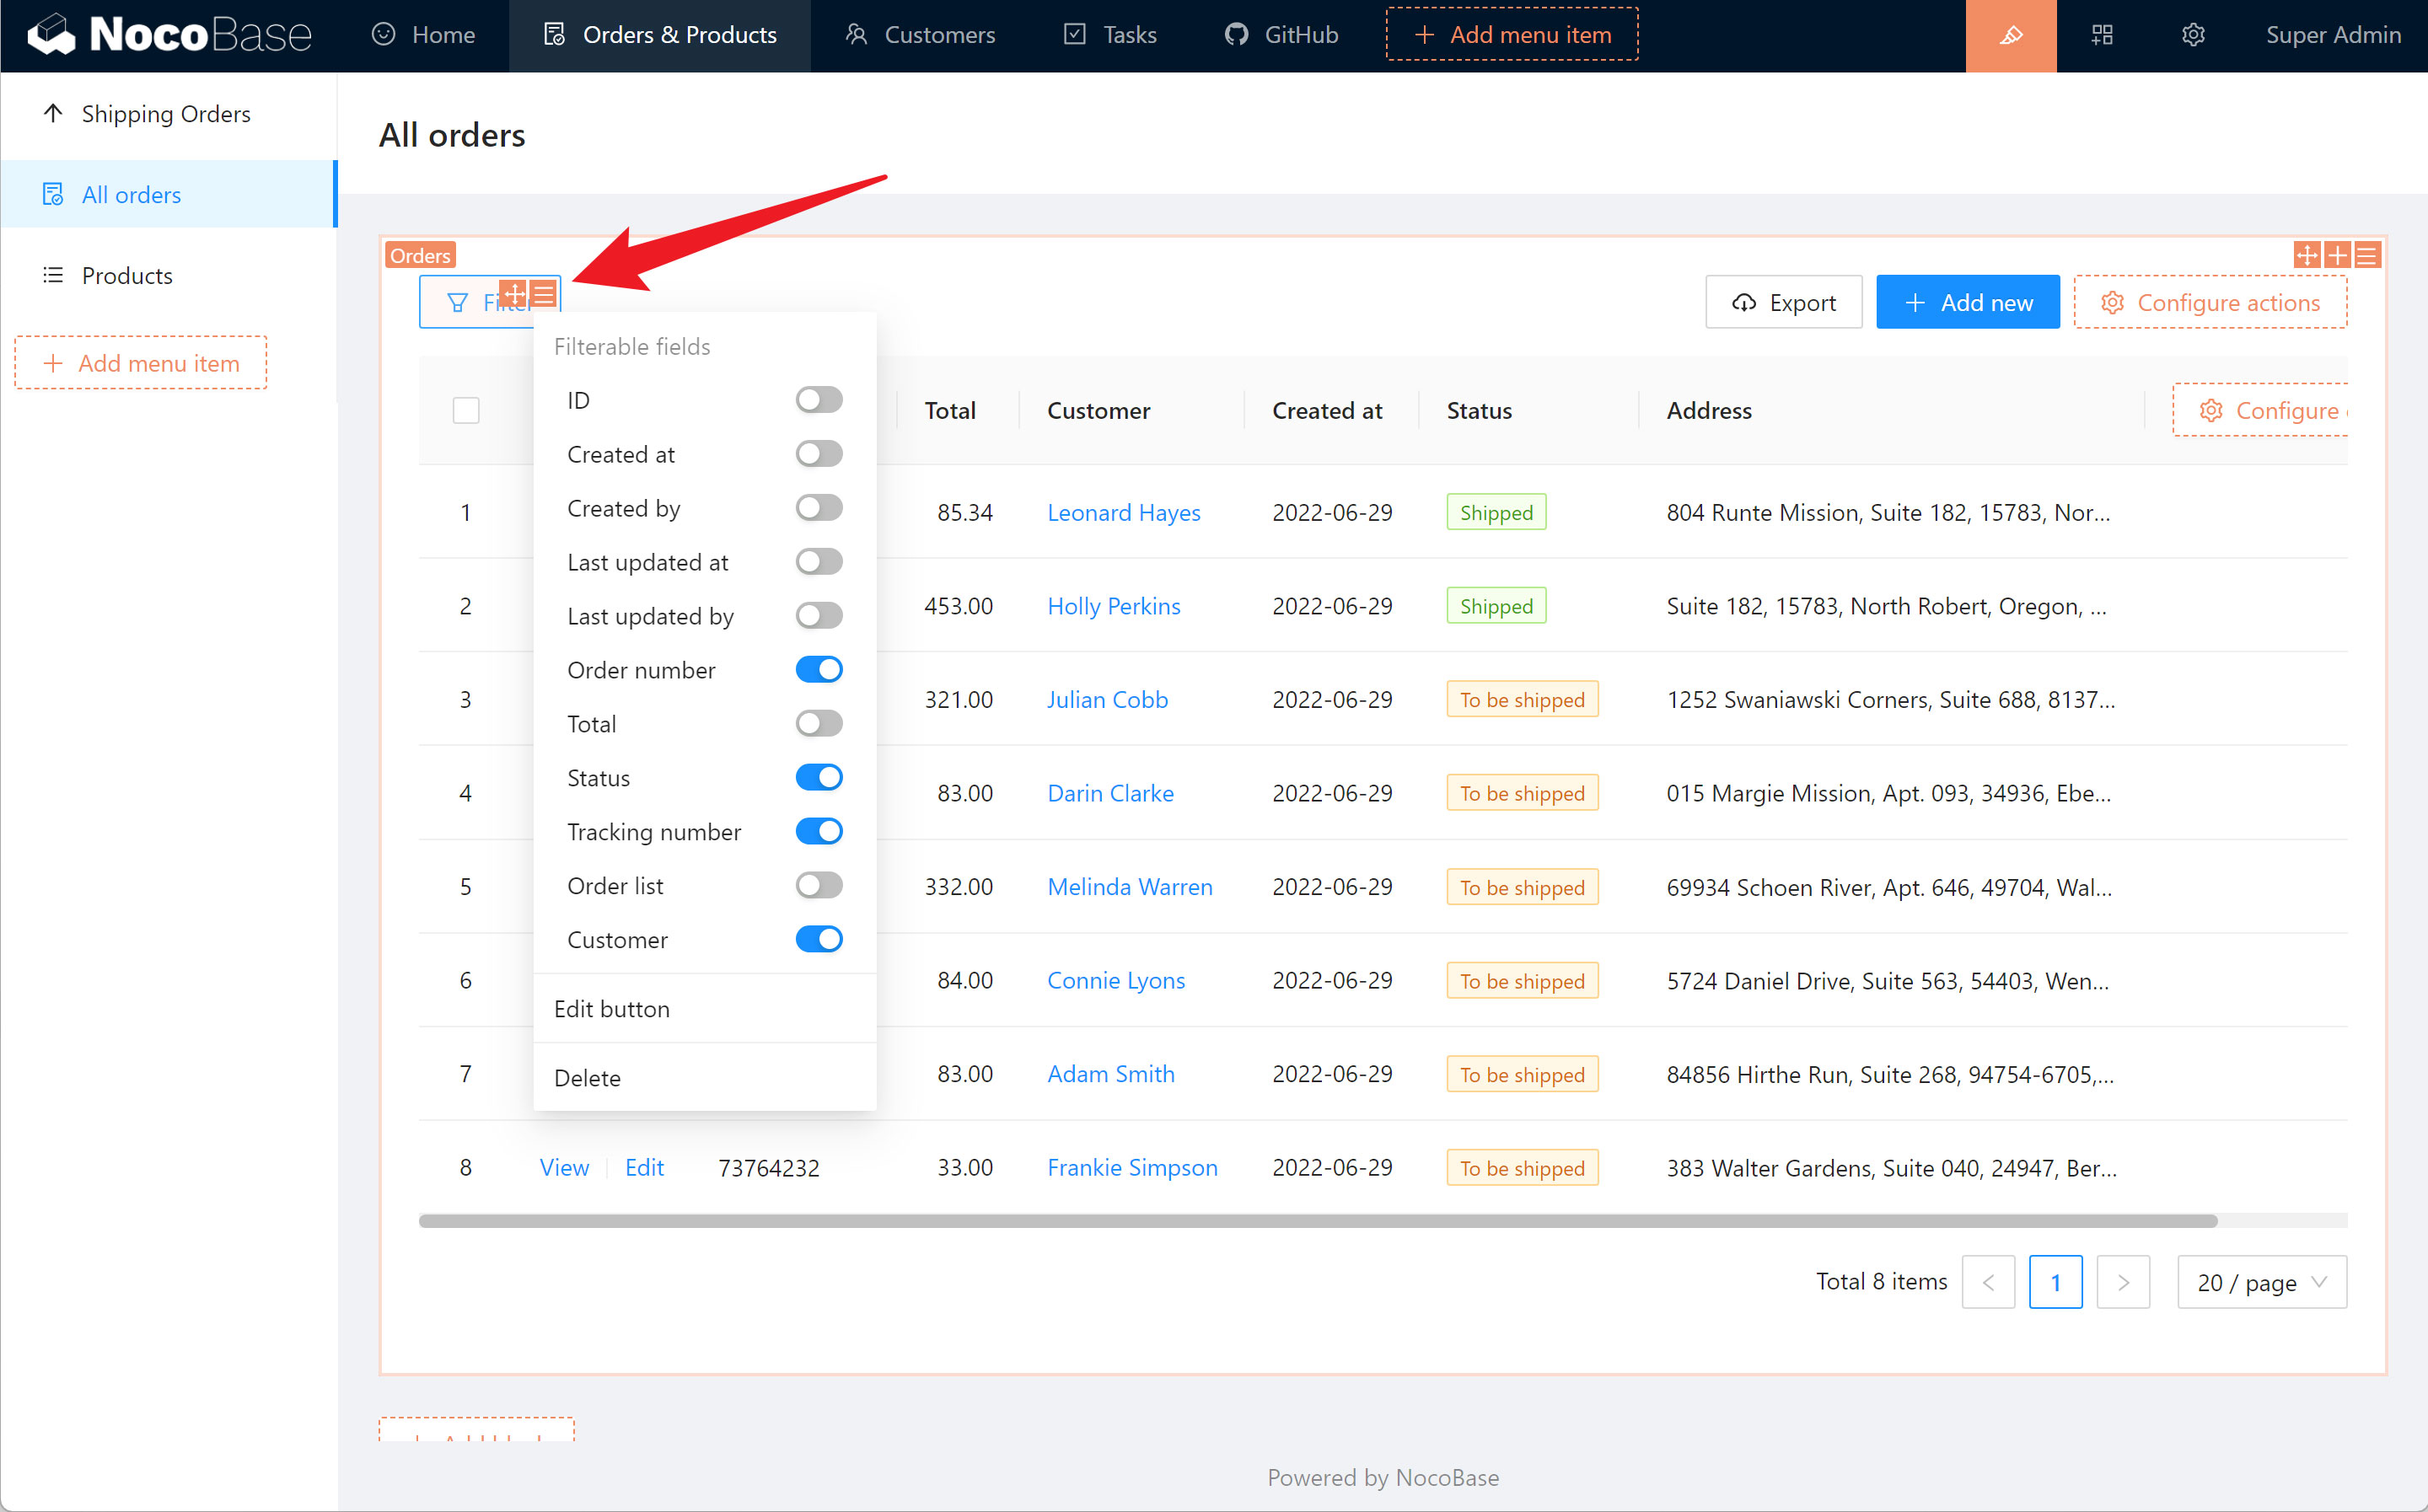 NocoBase
Home
Orders & Products
Customers
Tasks
GitHub
Add menu item
Super Admin
Shipping Orders
All orders
Products
Add menu item
All orders
Orders
Filter
Export
Add new
Configure actions
Filterable fields
ID
Created at
Created by
Last updated at
Last updated by
Order number
Total
Status
Tracking number
Order list
Customer
Edit button
Delete
Total Customer Created at Status Address Configure
1 85.34 Leonard Hayes 2022-06-29 Shipped 804 Runte Mission, Suite 182, 15783, Nor...
2 453.00 Holly Perkins 2022-06-29 Shipped Suite 182, 15783, North Robert, Oregon, ...
3 321.00 Julian Cobb 2022-06-29 To be shipped 1252 Swaniawski Corners, Suite 688, 8137...
4 83.00 Darin Clarke 2022-06-29 To be shipped 015 Margie Mission, Apt. 093, 34936, Ebe...
5 332.00 Melinda Warren 2022-06-29 To be shipped 69934 Schoen River, Apt. 646, 49704, Wal...
6 84.00 Connie Lyons 2022-06-29 To be shipped 5724 Daniel Drive, Suite 563, 54403, Wen...
7 83.00 Adam Smith 2022-06-29 To be shipped 84856 Hirthe Run, Suite 268, 94754-6705,...
8 View Edit 73764232 33.00 Frankie Simpson 2022-06-29 To be shipped 383 Walter Gardens, Suite 040, 24947, Ber...
Total 8 items 1 20 / page
Powered by NocoBase